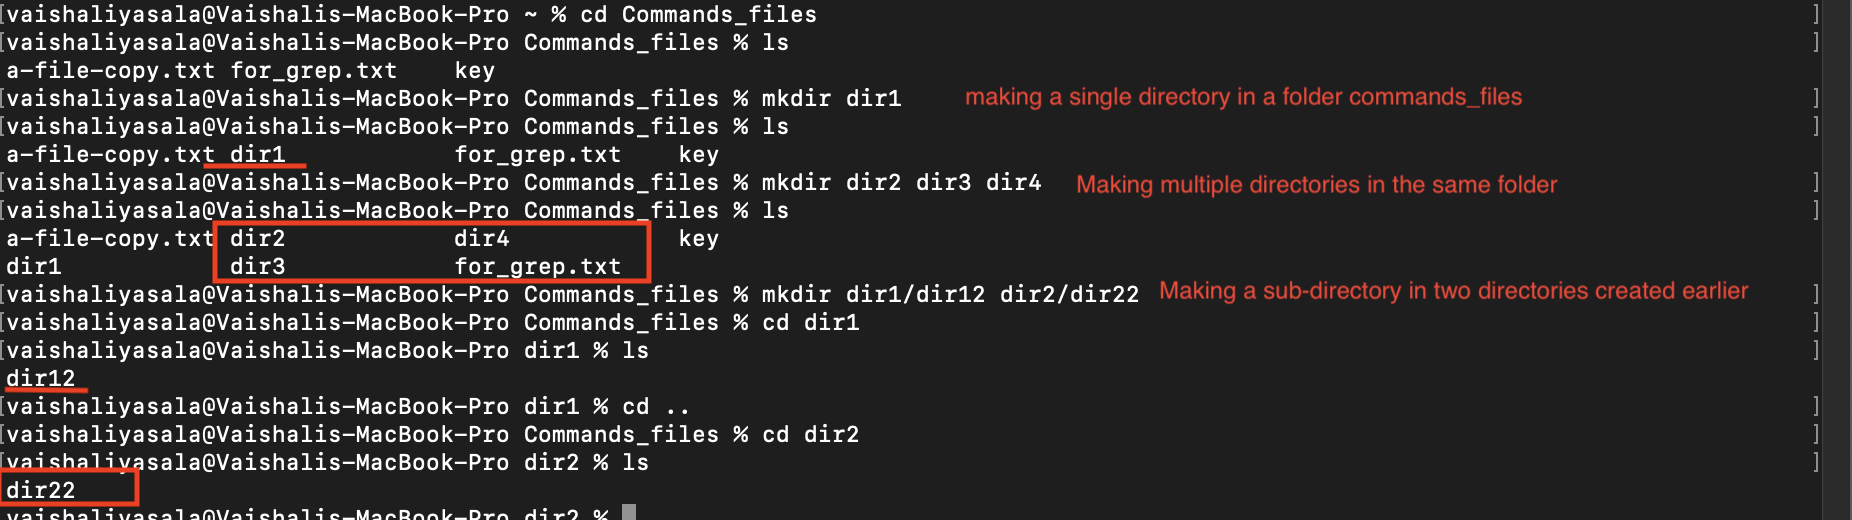 [vaishaliyasala@Vaishalis-MacBook-Pro ~ % cd Commands_files ]
[vaishaliyasala@Vaishalis-MacBook-Pro Commands_files % ls ]
a-file-copy.txt for_grep.txt    key
[vaishaliyasala@Vaishalis-MacBook-Pro Commands_files % mkdir dir1 making a single directory in a folder commands_files ]
[vaishaliyasala@Vaishalis-MacBook-Pro Commands_files % ls ]
a-file-copy.txt dir1            for_grep.txt    key
[vaishaliyasala@Vaishalis-MacBook-Pro Commands_files % mkdir dir2 dir3 dir4 Making multiple directories in the same folder ]
[vaishaliyasala@Vaishalis-MacBook-Pro Commands_files % ls ]
a-file-copy.txt dir2            dir4            key
dir1            dir3            for_grep.txt
[vaishaliyasala@Vaishalis-MacBook-Pro Commands_files % mkdir dir1/dir12 dir2/dir22 Making a sub-directory in two directories created earlier ]
[vaishaliyasala@Vaishalis-MacBook-Pro Commands_files % cd dir1 ]
[vaishaliyasala@Vaishalis-MacBook-Pro dir1 % ls ]
dir12
[vaishaliyasala@Vaishalis-MacBook-Pro dir1 % cd .. ]
[vaishaliyasala@Vaishalis-MacBook-Pro Commands_files % cd dir2 ]
[vaishaliyasala@Vaishalis-MacBook-Pro dir2 % ls ]
dir22
vaishaliyasala@Vaishalis-MacBook-Pro dir2 %